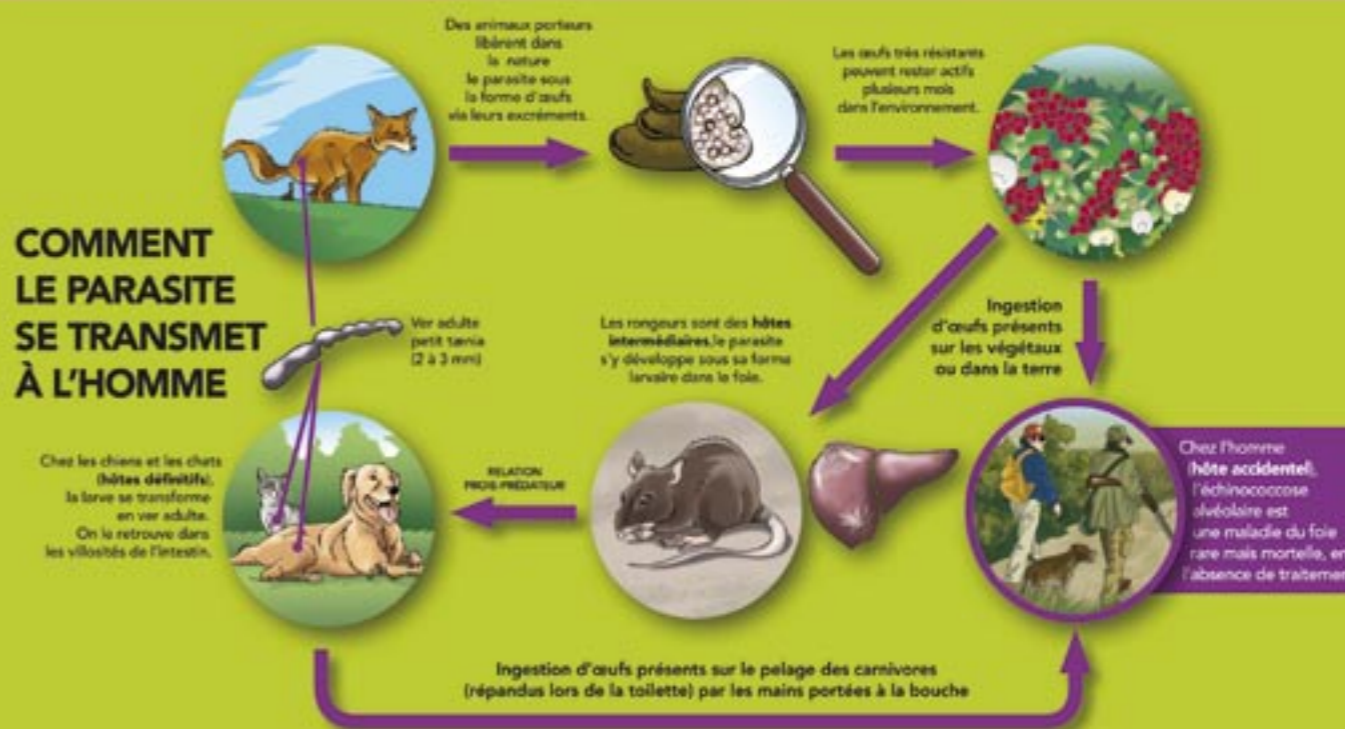 COMMENT
LE PARASITE
SE TRANSMET
À L'HOMME
Des animaux porteurs
libèrent dans
la nature
le parasite sous
la forme d'œufs
via leurs excréments.
Les œufs très résistants
peuvent rester actifs
plusieurs mois
dans l'environnement.
Ver adulte
petit tænia
(2 à 3 mm)
Les rongeurs sont des hôtes
intermédiaires,le parasite
s'y développe sous sa forme
larvaire dans le foie.
Ingestion
d'œufs présents
sur les végétaux
ou dans la terre
Chez les chiens et les chats
(hôtes définitifs),
la larve se transforme
en ver adulte.
On le retrouve dans
les villosités de l'intestin.
RELATION
PROIE-PRÉDATEUR
Chez l'homme
(hôte accidentel),
l'échinococcose
alvéolaire est
une maladie du foie
rare mais mortelle, en
l'absence de traitemen
Ingestion d'œufs présents sur le pelage des carnivores
(répandus lors de la toilette) par les mains portées à la bouche